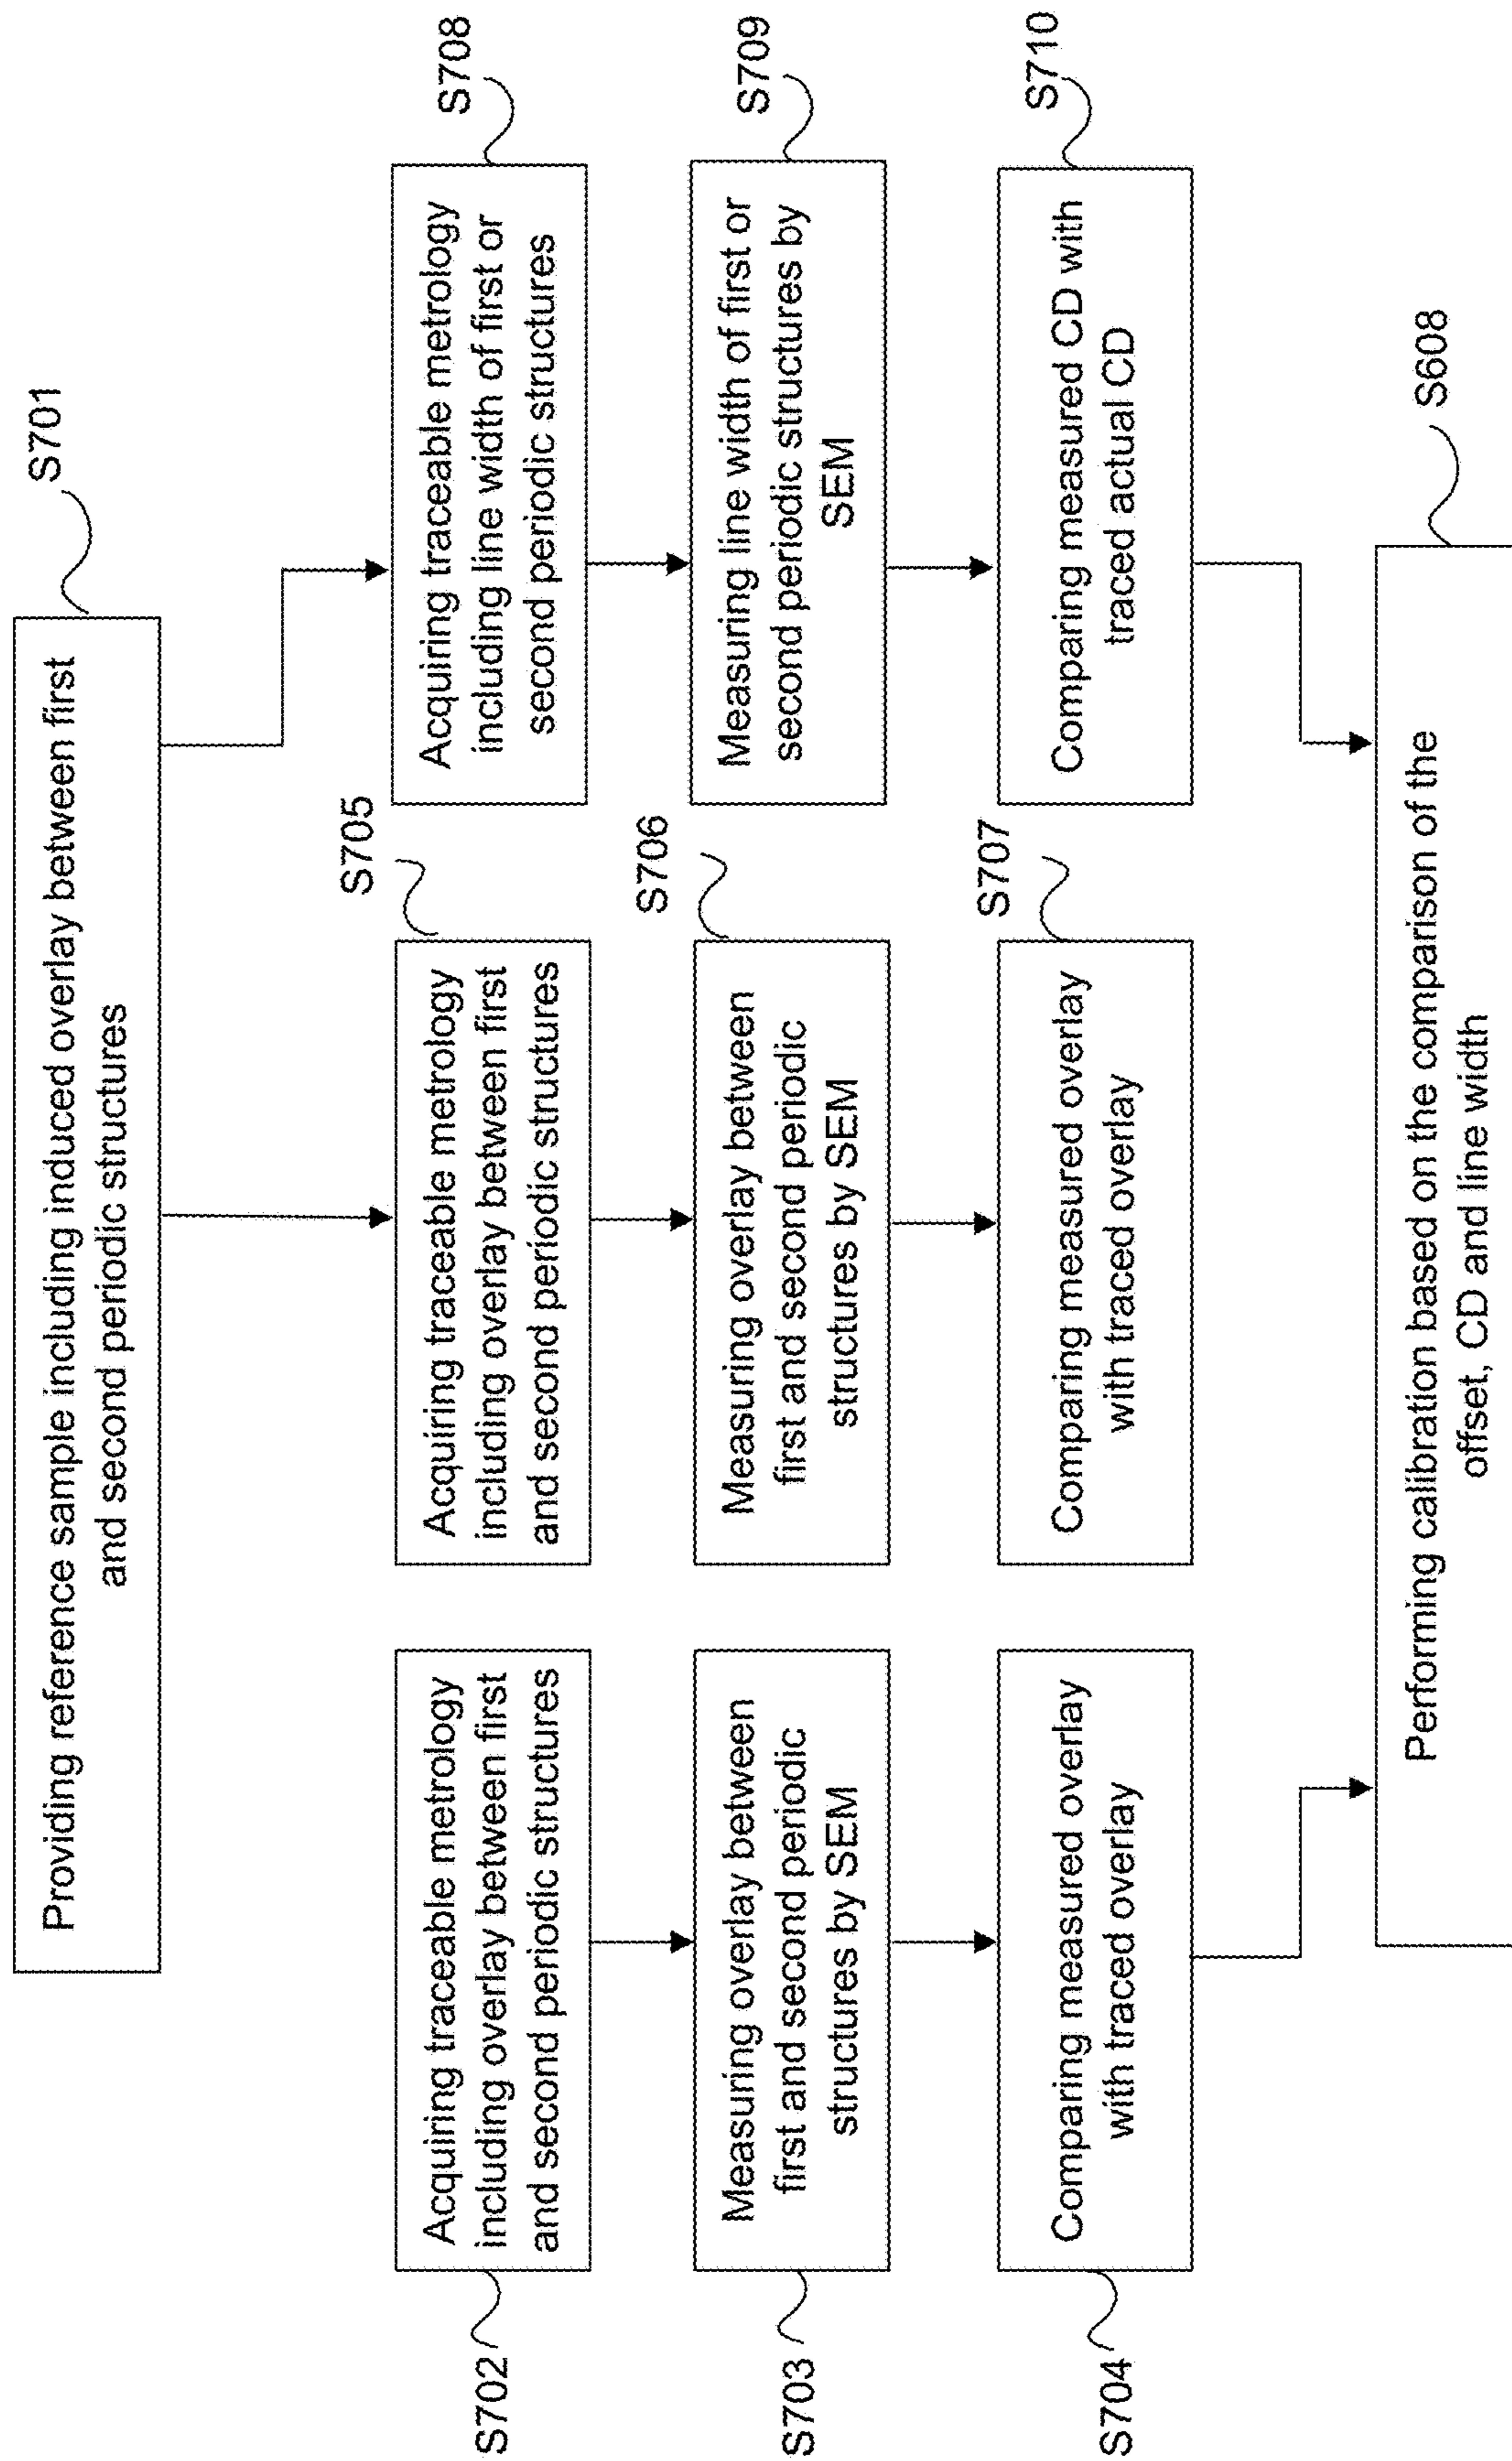 Providing reference sample including induced overlay between first
and second periodic structures
S701
S702
Acquiring traceable metrology
including overlay between first
and second periodic structures
S703
Measuring overlay between
first and second periodic
structures by SEM
S704
Comparing measured overlay
with traced overlay
S705
Acquiring traceable metrology
including overlay between first
and second periodic structures
S706
Measuring overlay between
first and second periodic
structures by SEM
S707
Comparing measured overlay
with traced overlay
S708
Acquiring traceable metrology
including line width of first or
second periodic structures
S709
Measuring line width of first or
second periodic structures by
SEM
S710
Comparing measured CD with
traced actual CD
S608
Performing calibration based on the comparison of the
offset, CD and line width